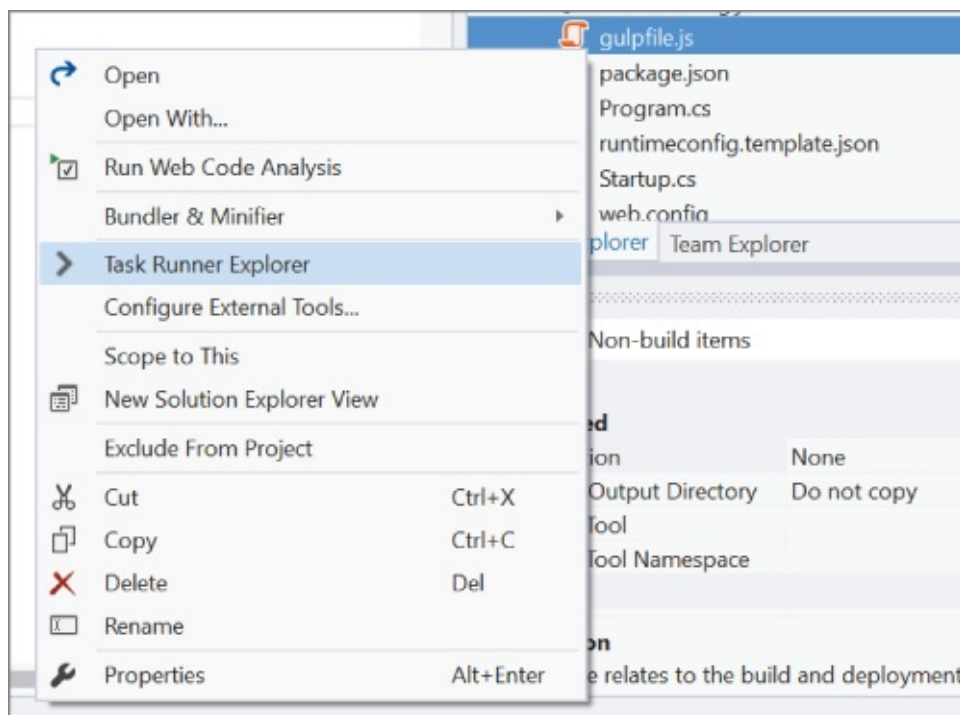 gulpfile.js
package.json
Program.cs
runtimeconfig.template.json
Startup.cs
web.config
plorer Team Explorer
Open
Open With...
Run Web Code Analysis
Bundler & Minifier
Task Runner Explorer
Configure External Tools...
Scope to This
New Solution Explorer View
Exclude From Project
Cut Ctrl+X
Copy Ctrl+C
Delete Del
Rename
Properties Alt+Enter
Non-build items
ed
ion None
Output Directory Do not copy
Tool
Tool Namespace
on
e relates to the build and deployment